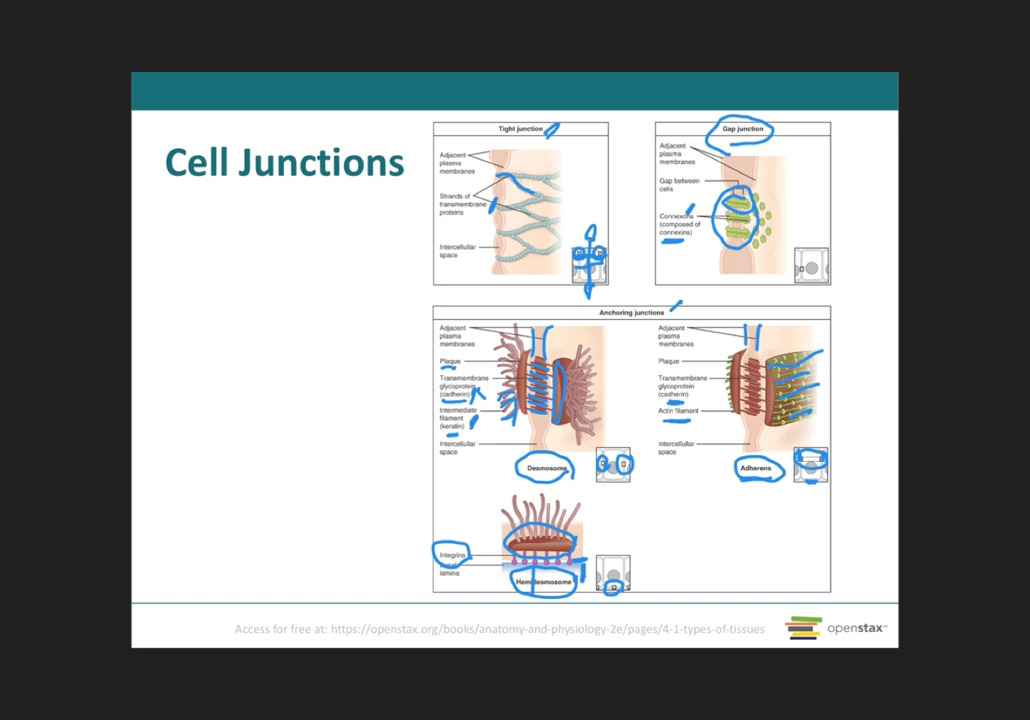 Cell Junctions
Tight junction
Adjacent
plasma
membranes
Strands of
transmembrane
proteins
Intercellular
space
Gap junction
Adjacent
plasma
membranes
Gap between
cells
Connexons
(composed of
connexins)
Anchoring junctions
Adjacent
plasma
membranes
Plaque
Transmembrane
glycoprotein
(cadherin)
Intermediate
filament
(keratin)
Intercellular
space
Desmosome
Adjacent
plasma
membranes
Plaque
Transmembrane
glycoprotein
(cadherin)
Actin filament
Intercellular
space
Adherens
Integrins
Basal
lamina
Hemidesmosome
Access for free at: https://openstax.org/books/anatomy-and-physiology-2e/pages/4-1-types-of-tissues
openstax™